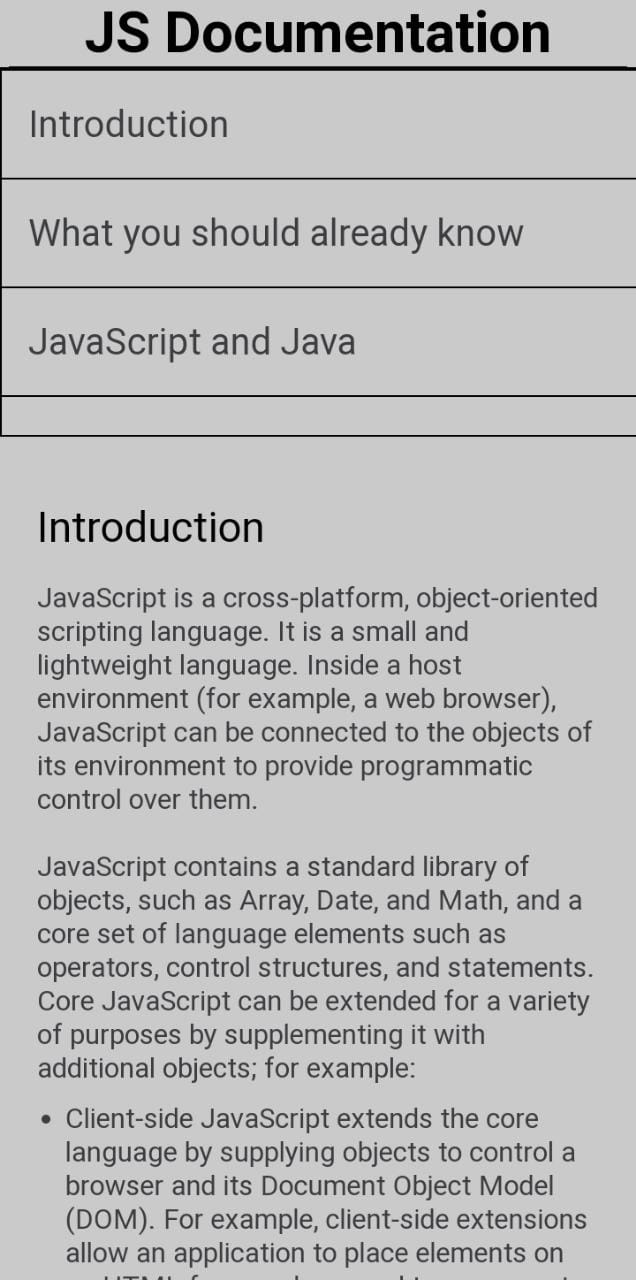 JS Documentation
Introduction
What you should already know
JavaScript and Java
Introduction
JavaScript is a cross-platform, object-oriented
scripting language. It is a small and
lightweight language. Inside a host
environment (for example, a web browser),
JavaScript can be connected to the objects of
its environment to provide programmatic
control over them.
JavaScript contains a standard library of
objects, such as Array, Date, and Math, and a
core set of language elements such as
operators, control structures, and statements.
Core JavaScript can be extended for a variety
of purposes by supplementing it with
additional objects; for example:
• Client-side JavaScript extends the core
language by supplying objects to control a
browser and its Document Object Model
(DOM). For example, client-side extensions
allow an application to place elements on